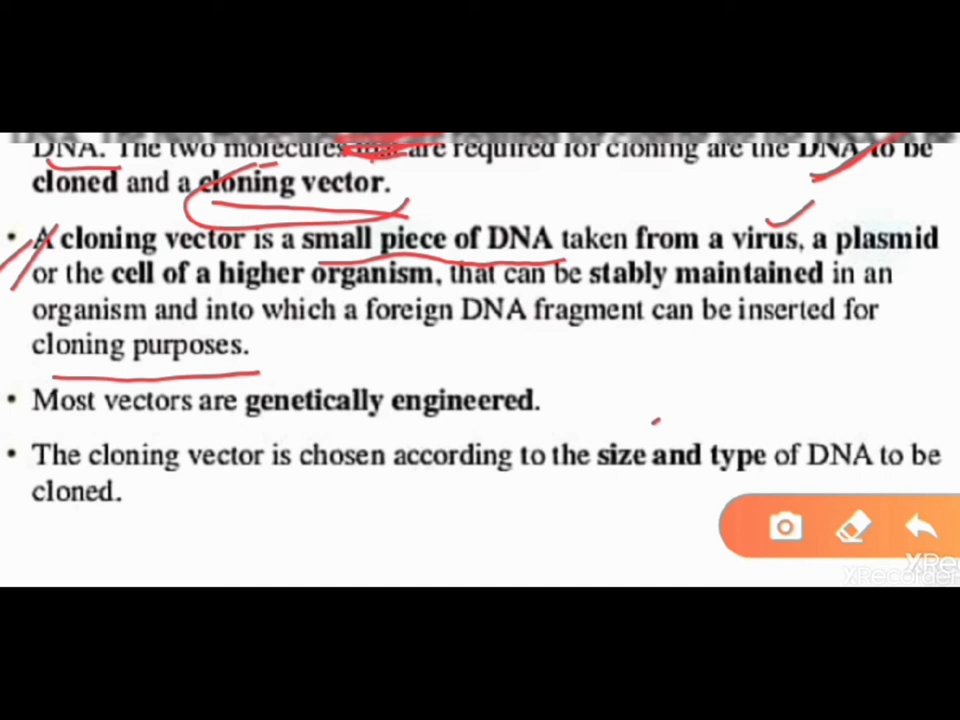 DNA. The two molecules that are required for cloning are the DNA to be
cloned and a cloning vector.
• A cloning vector is a small piece of DNA taken from a virus, a plasmid
or the cell of a higher organism, that can be stably maintained in an
organism and into which a foreign DNA fragment can be inserted for
cloning purposes.
• Most vectors are genetically engineered.
• The cloning vector is chosen according to the size and type of DNA to be
cloned.
XRecorder